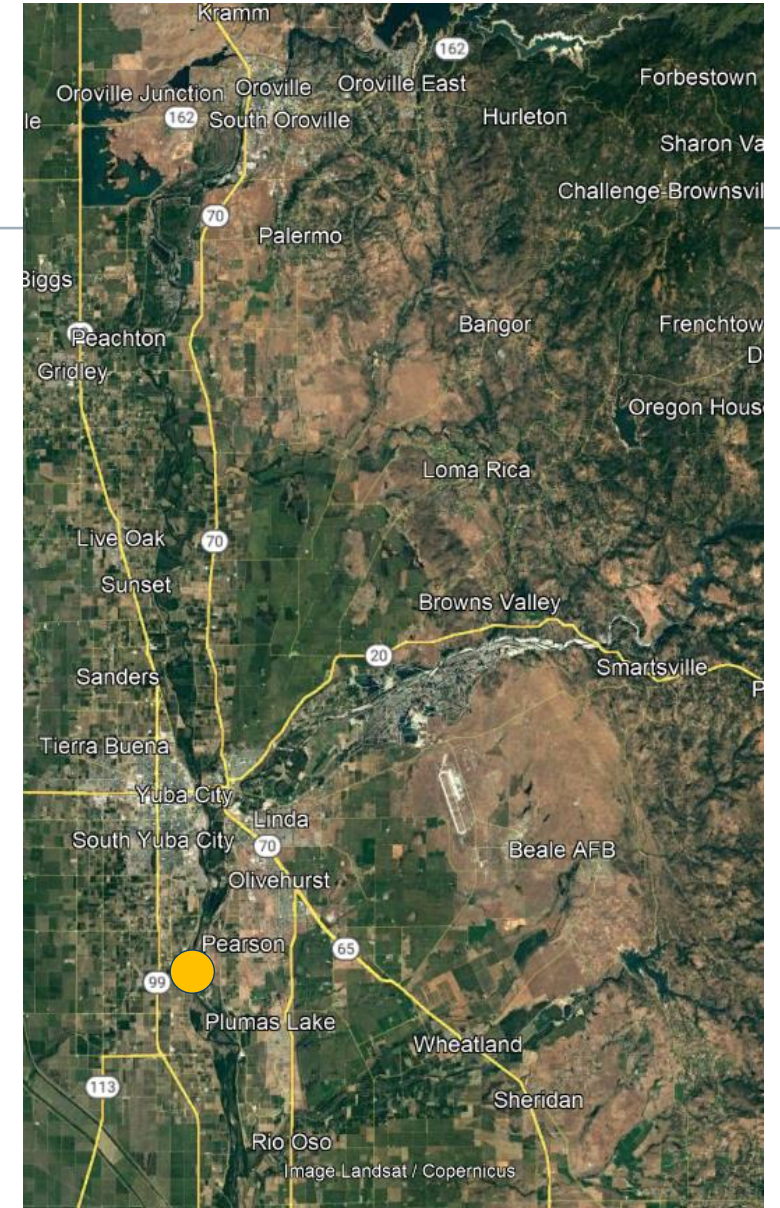 Kramm
162
Oroville Junction
Oroville
Oroville East
Forbestown
162
South Oroville
Hurleton
le
Sharon Va
Challenge-Brownsvil
70
Palermo
Biggs
Peachton
Bangor
Frenchtow
D
Gridley
Oregon Hous
Loma Rica
Live Oak
70
Sunset
Browns Valley
20
Smartsville
Sanders
P
Tierra Buena
Yuba City
Linda
South Yuba City
70
Beale AFB
Olivehurst
Pearson
65
99
Plumas Lake
Wheatland
113
Sheridan
Rio Oso
Image Landsat / Copernicus